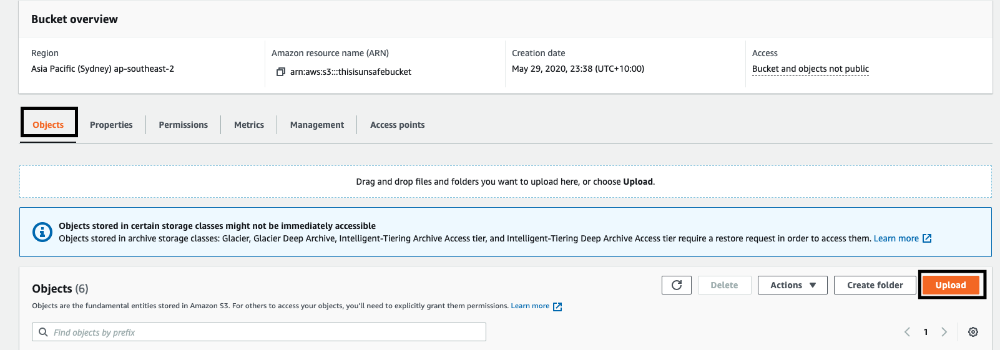 Bucket overview
Region
Asia Pacific (Sydney) ap-southeast-2
Amazon resource name (ARN)
arn:aws:s3:::thisisunsafebucket
Creation date
May 29, 2020, 23:38 (UTC+10:00)
Access
Bucket and objects not public
Objects Properties Permissions Metrics Management Access points
Drag and drop files and folders you want to upload here, or choose Upload.
Objects stored in certain storage classes might not be immediately accessible
Objects stored in archive storage classes: Glacier, Glacier Deep Archive, Intelligent-Tiering Archive Access tier, and Intelligent-Tiering Deep Archive Access tier require a restore request in order to access them. Learn more
Objects (6)
Delete Actions Create folder Upload
Objects are the fundamental entities stored in Amazon S3. For others to access your objects, you'll need to explicitly grant them permissions. Learn more
Find objects by prefix
1